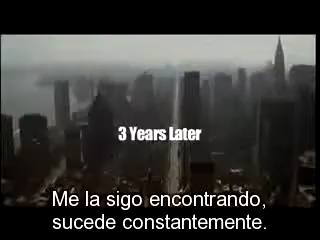 3 Years Later
Me la sigo encontrando,
sucede constantemente.